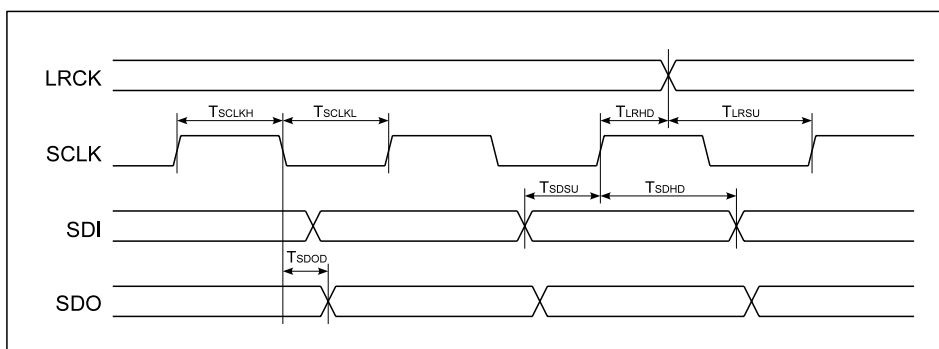 LRCK
TSCLKH TSCLKL TLRHD TLRSU
SCLK
TSDSU TSDHD
SDI
TSDOD
SDO